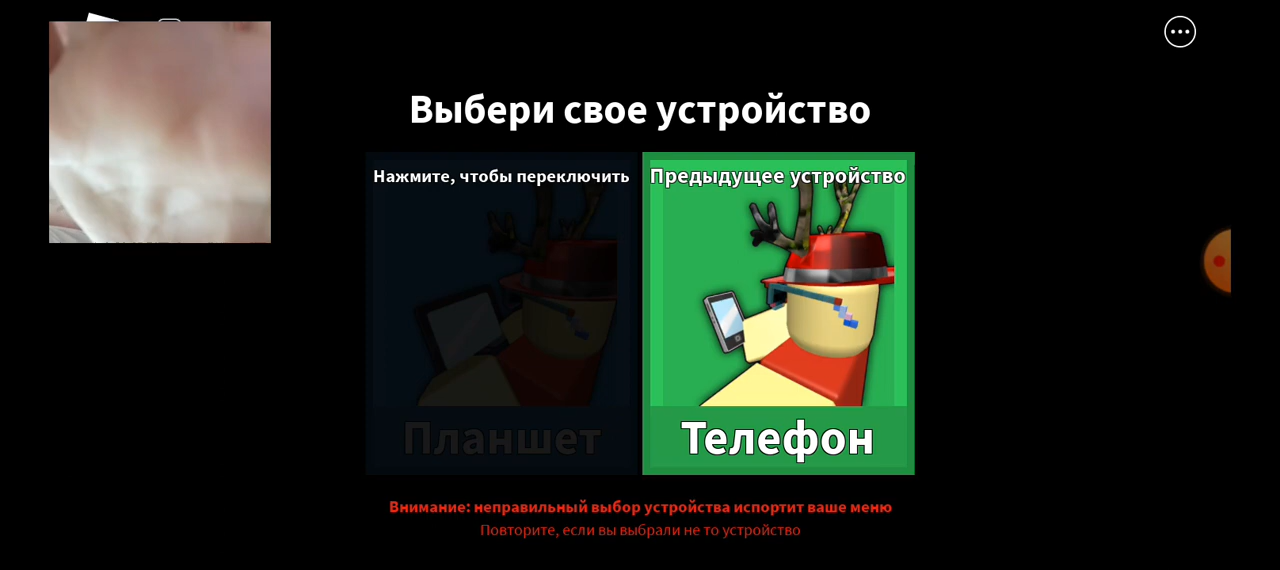 Выбери свое устройство
Нажмите, чтобы переключить
Предыдущее устройство
Планшет
Телефон
Внимание: неправильный выбор устройства испортит ваше меню
Повторите, если вы выбрали не то устройство